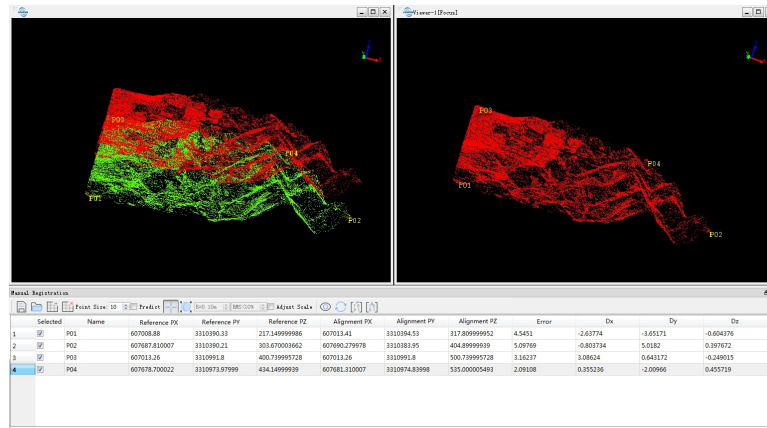 Viewer-1[Focus]
P03
P04
P01
P02
P03
P04
P01
P02
Manual Registration
Point Size: 10 Predict Adjust Scale
Selected Name Reference PX Reference PY Reference PZ Alignment PX Alignment PY Alignment PZ Error Dx Dy Dz
1 P01 607008.88 3310390.33 217.149999986 607013.41 3310394.53 317.809999952 4.5451 -2.63774 -3.65171 -0.604376
2 P02 607687.810007 3310390.21 303.670003662 607690.279978 3310383.95 404.89999939 5.09769 -0.803734 5.0182 0.397672
3 P03 607013.26 3310991.8 400.739995728 607013.26 3310991.8 500.739995728 3.16237 3.08624 0.643172 -0.249015
4 P04 607678.700022 3310973.97999 434.14999939 607681.310007 3310974.83998 535.000005493 2.09108 0.355236 -2.00966 0.455719